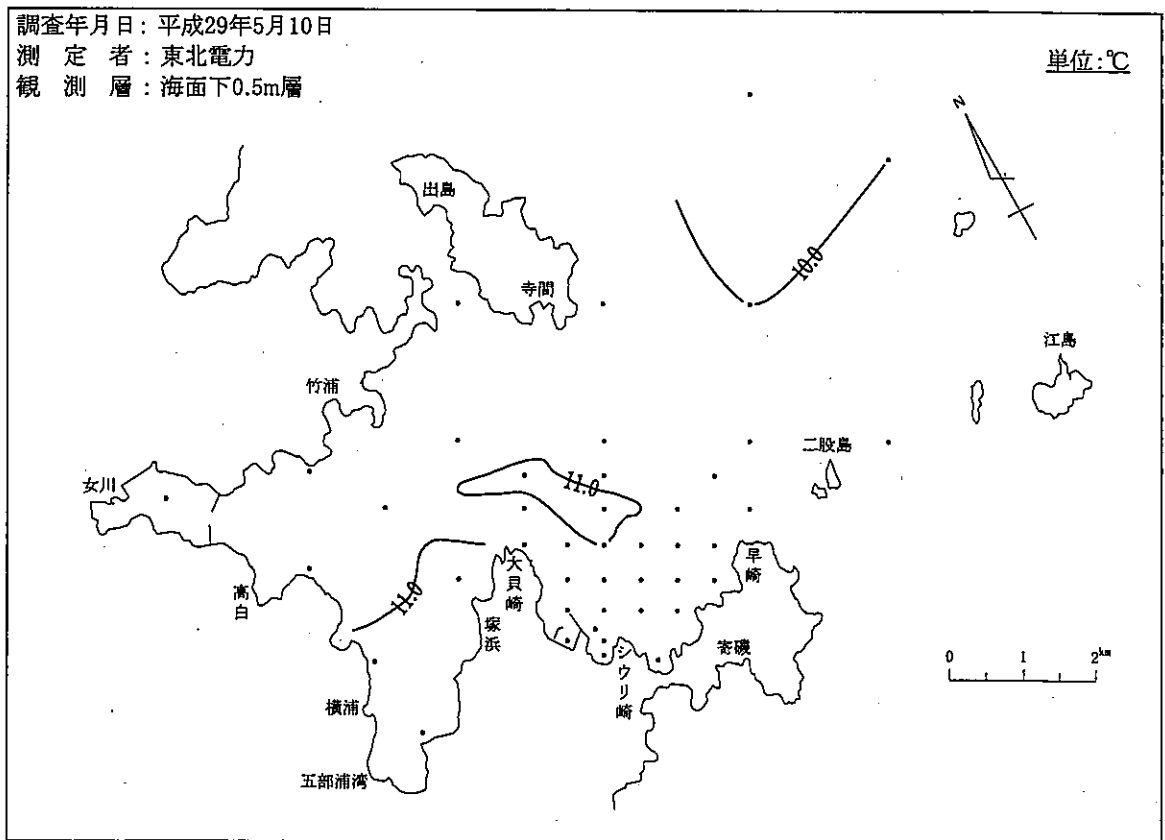 調査年月日：平成29年5月10日
測定者：東北電力
観測層：海面下0.5m層
単位：℃
N
出島
寺間
10.0
江島
竹浦
二股島
女川
11.0
早崎
大貝崎
高白
11.0
塚浜
寄磯
シウリ崎
0 1 2km
横浦
五部浦湾